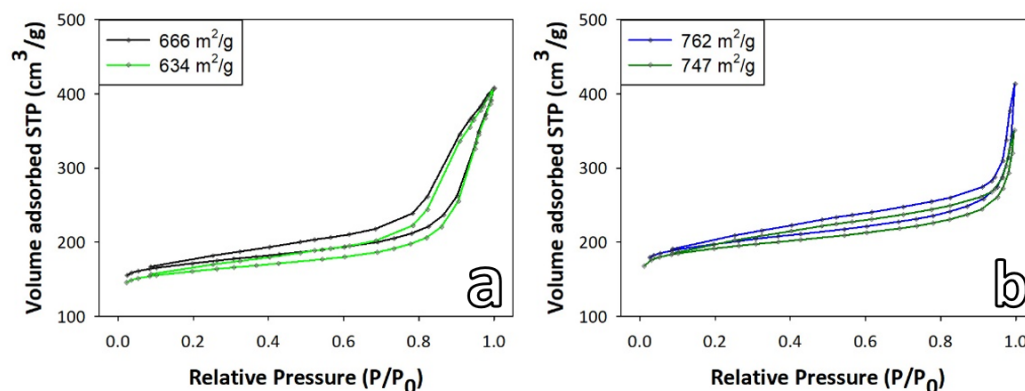 500
400
300
200
100
Volume adsorbed STP (cm³/g)
666 m²/g
634 m²/g
a
0.0 0.2 0.4 0.6 0.8 1.0
Relative Pressure (P/P₀)
500
400
300
200
100
Volume adsorbed STP (cm³/g)
762 m²/g
747 m²/g
b
0.0 0.2 0.4 0.6 0.8 1.0
Relative Pressure (P/P₀)